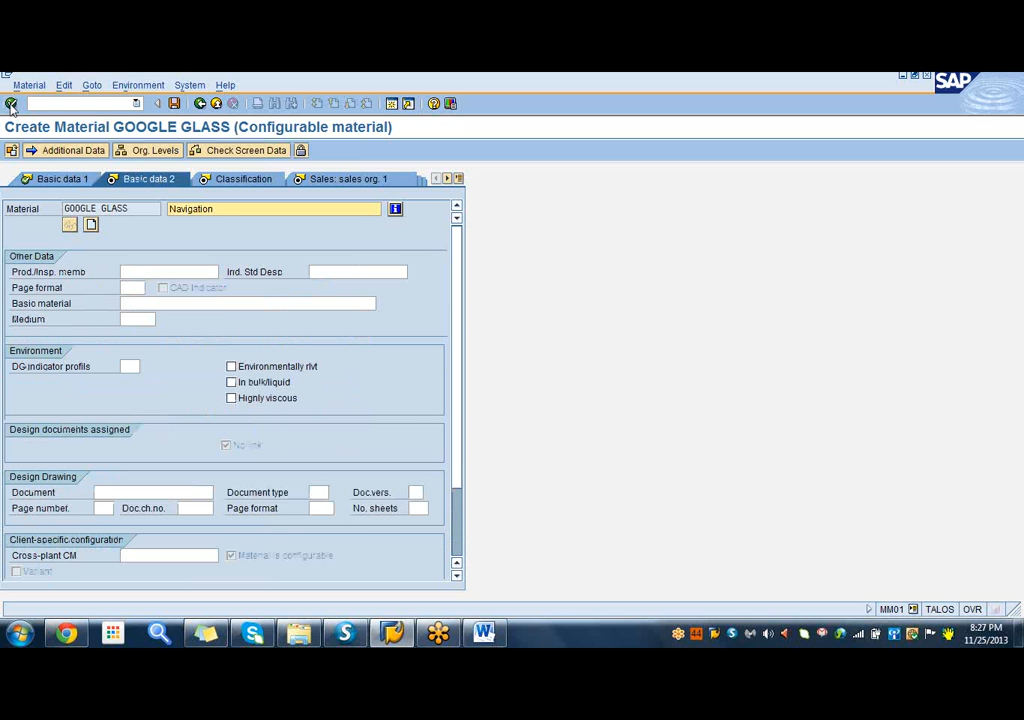 Material Edit Goto Environment System Help
SAP
Create Material GOOGLE GLASS (Configurable material)
Additional Data Org. Levels Check Screen Data
Basic data 1 Basic data 2 Classification Sales: sales org. 1
Material GOOGLE GLASS Navigation
Other Data
Prod./insp. memo Ind. Std Desp
Page format CAD Indicator
Basic material
Medium
Environment
DG indicator profils Environmentally rlvt
In bulk/liquid
Highly viscous
Design documents assigned
No link
Design Drawing
Document Document type Doc.vers.
Page number. Doc.ch.no. Page format No. sheets
Client-specific.configuration
Cross-plant CM Material is configurable
Variant
MM01 TALOS OVR
44
8:27 PM
11/25/2013